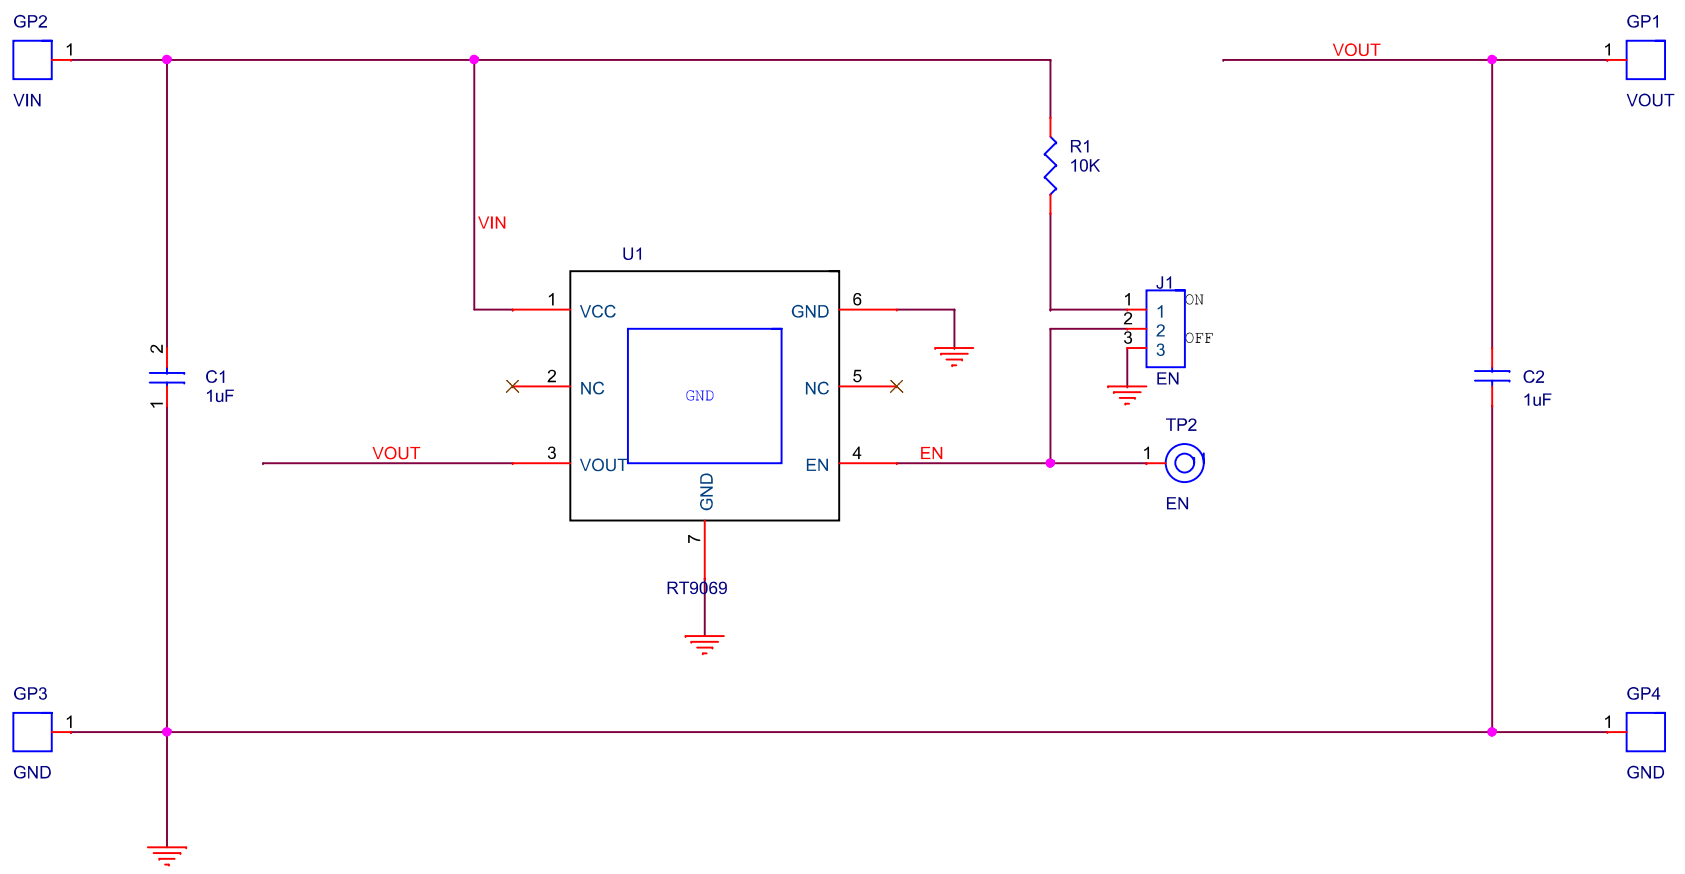 GP2
1
VIN
VOUT
GP1
1
VOUT
R1
10K
VIN
U1
J1
1
VCC
GND
6
1
1
ON
2
2
3
3
OFF
EN
2
C1
1uF
1
2
NC
GND
NC
5
C2
1uF
TP2
VOUT
3
VOUT
EN
4
EN
1
EN
GND
7
RT9069
GP3
1
GND
GP4
1
GND